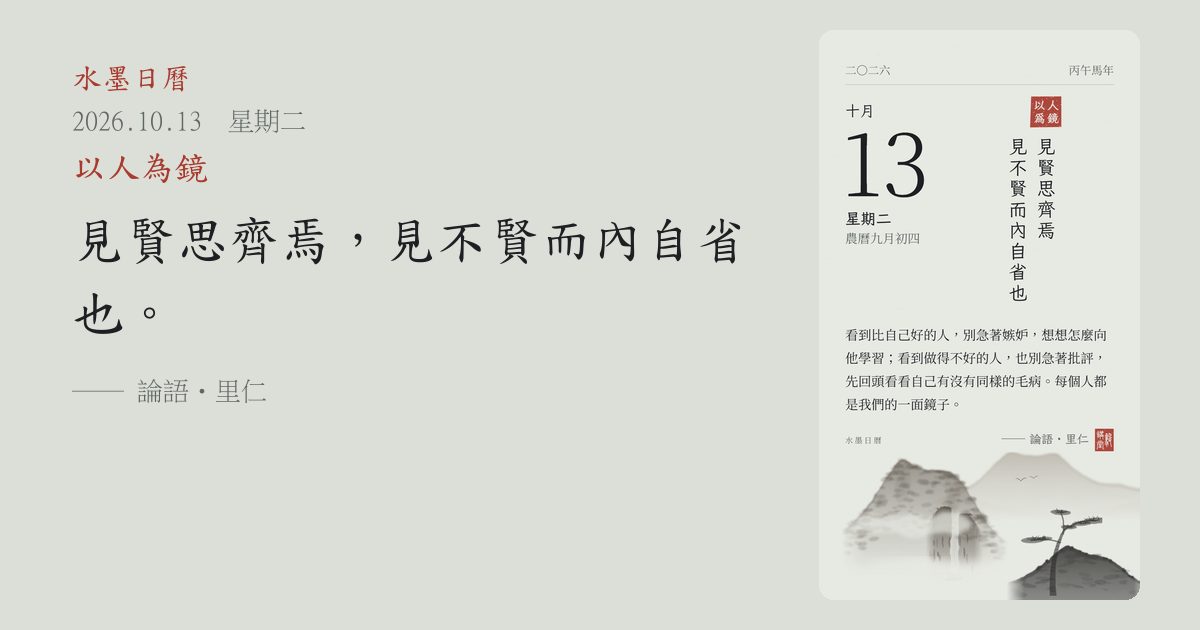 水墨日曆
2026.10.13 星期二
以人為鏡
見賢思齊焉，見不賢而內自省
也。
—— 論語・里仁
二〇二六
丙午馬年
十月
13
星期二
農曆九月初四
以人
爲鏡
見賢思齊焉
見不賢而內自省也
看到比自己好的人，別急著嫉妒，想想怎麼向
他學習；看到做得不好的人，也別急著批評，
先回頭看看自己有沒有同樣的毛病。每個人都
是我們的一面鏡子。
水墨日曆
—— 論語・里仁